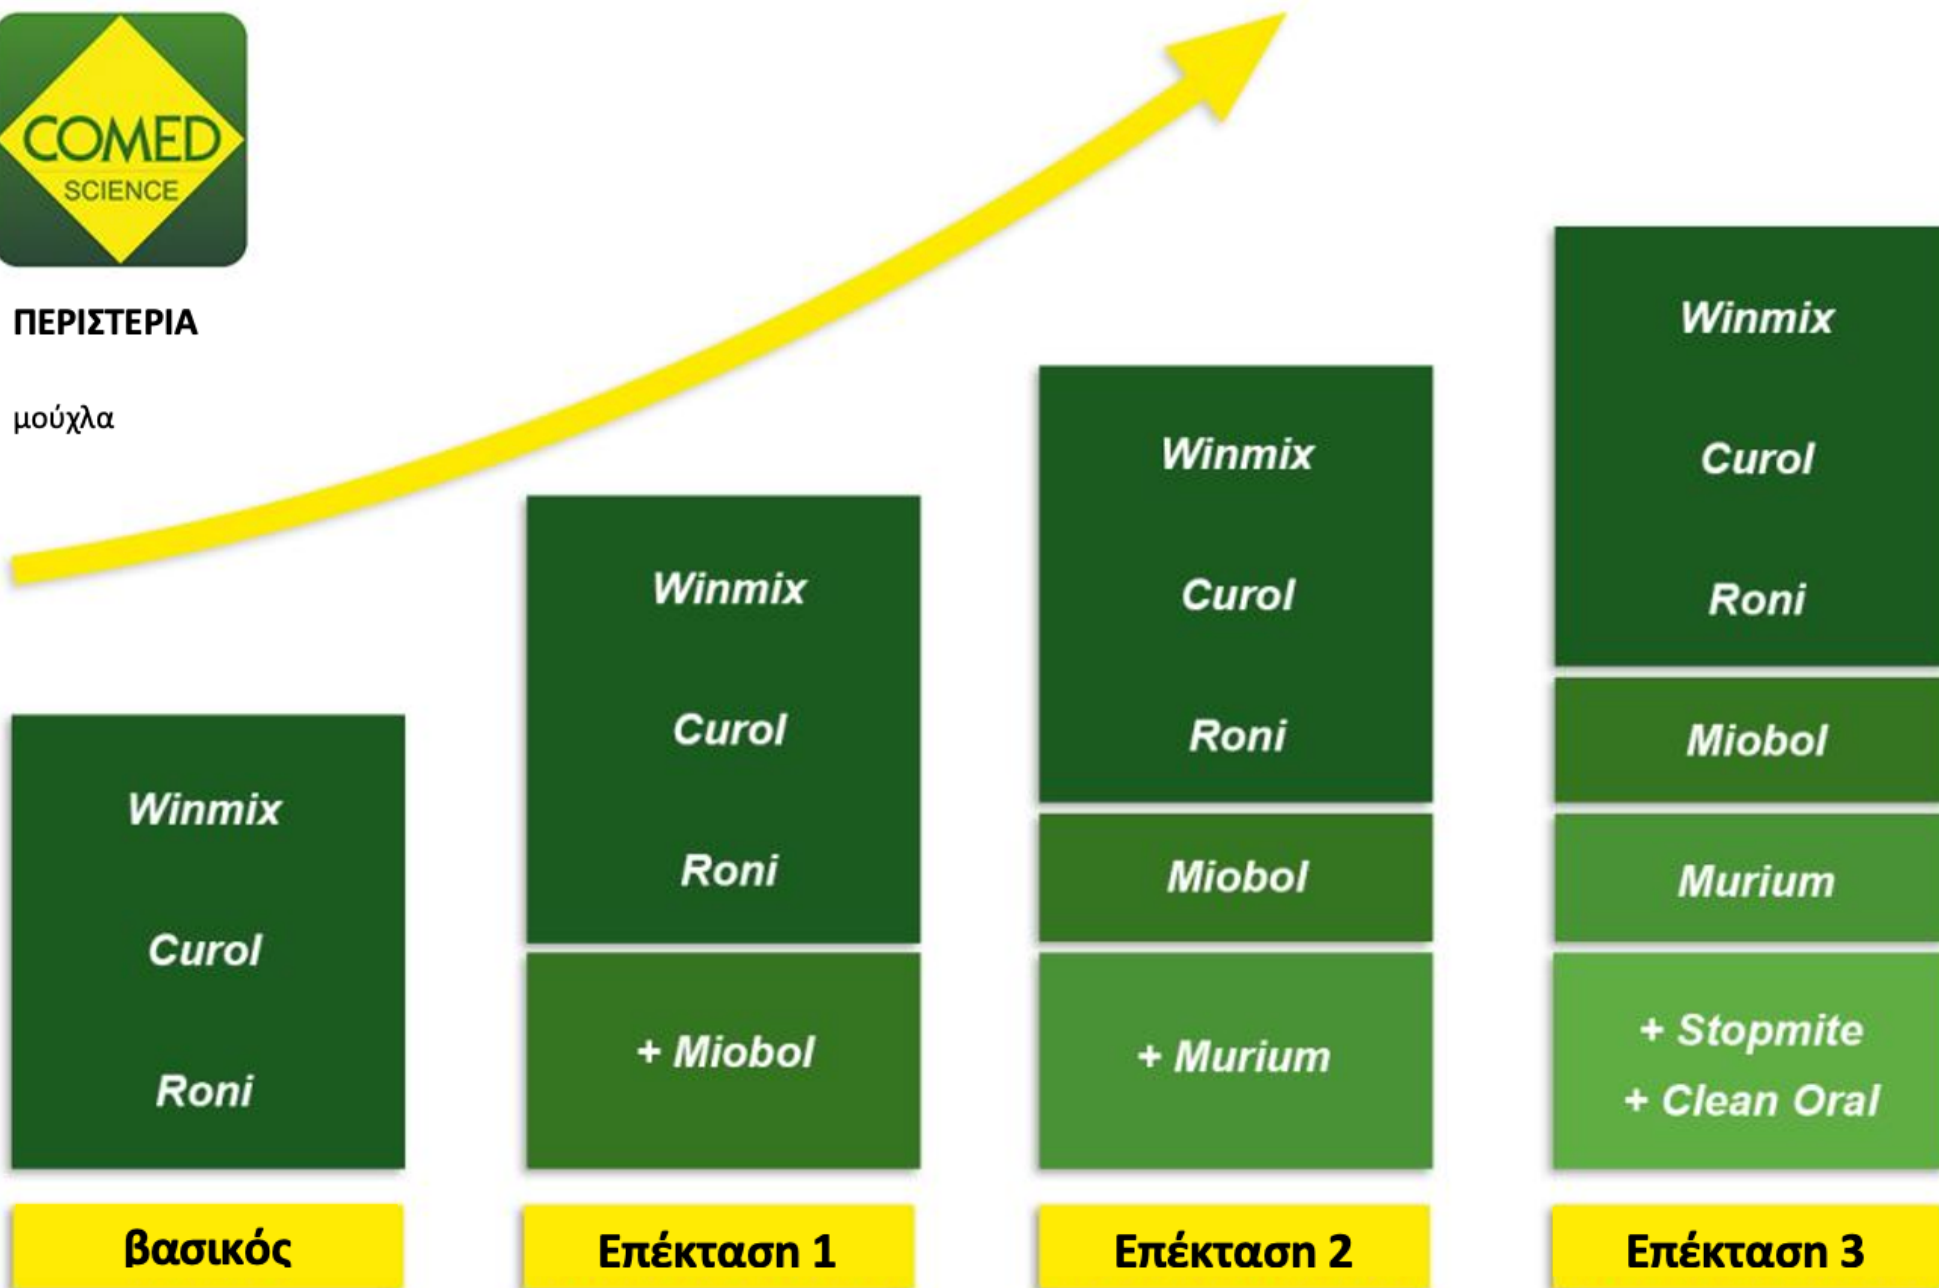 COMED
SCIENCE
ΠΕΡΙΣΤΕΡΙΑ
μούχλα
Winmix
Curol
Roni
βασικός
Winmix
Curol
Roni
+ Miobol
Επέκταση 1
Winmix
Curol
Roni
Miobol
+ Murium
Επέκταση 2
Winmix
Curol
Roni
Miobol
Murium
+ Stopmite
+ Clean Oral
Επέκταση 3